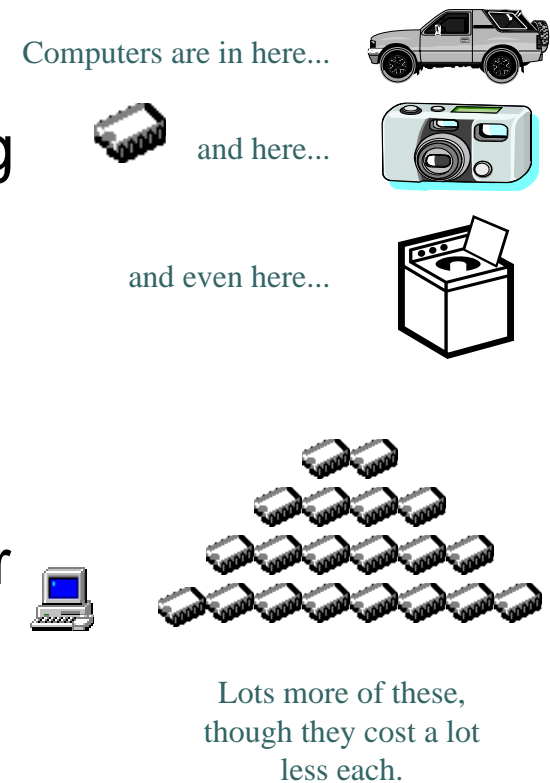 Computers are in here...
g
and here...
and even here...
r
Lots more of these,
though they cost a lot
less each.